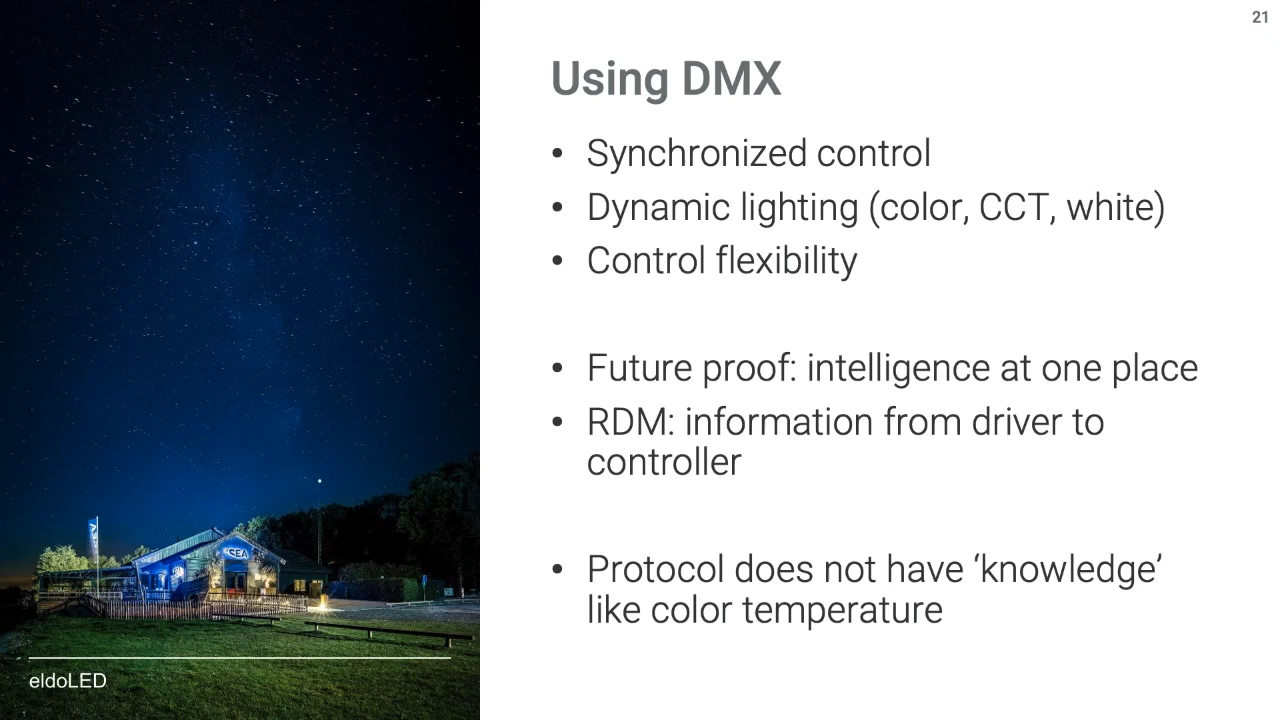 21
Using DMX
• Synchronized control
• Dynamic lighting (color, CCT, white)
• Control flexibility
• Future proof: intelligence at one place
• RDM: information from driver to
controller
• Protocol does not have ‘knowledge’
like color temperature
SEA
eldoLED